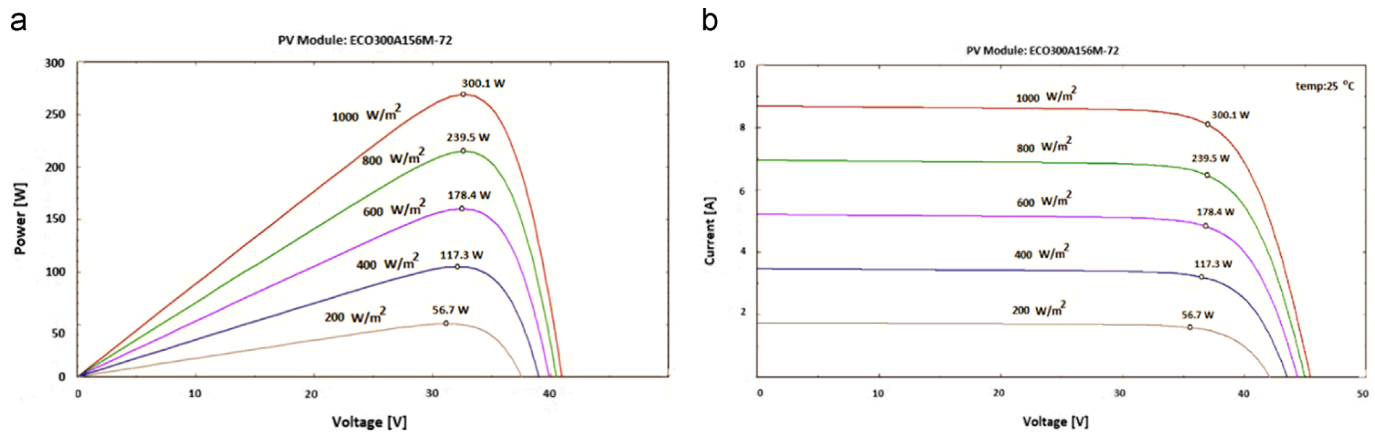 a
PV Module: ECO300A156M-72
300
250
200
150
100
50
0
Power [W]
1000 W/m2
800 W/m2
600 W/m2
400 W/m2
200 W/m2
300.1 W
239.5 W
178.4 W
117.3 W
56.7 W
0 10 20 30 40
Voltage [V]
b
PV Module: ECO300A156M-72
temp:25 °C
10
8
6
4
2
Current [A]
1000 W/m2
800 W/m2
600 W/m2
400 W/m2
200 W/m2
300.1 W
239.5 W
178.4 W
117.3 W
56.7 W
0 10 20 30 40 50
Voltage [V]